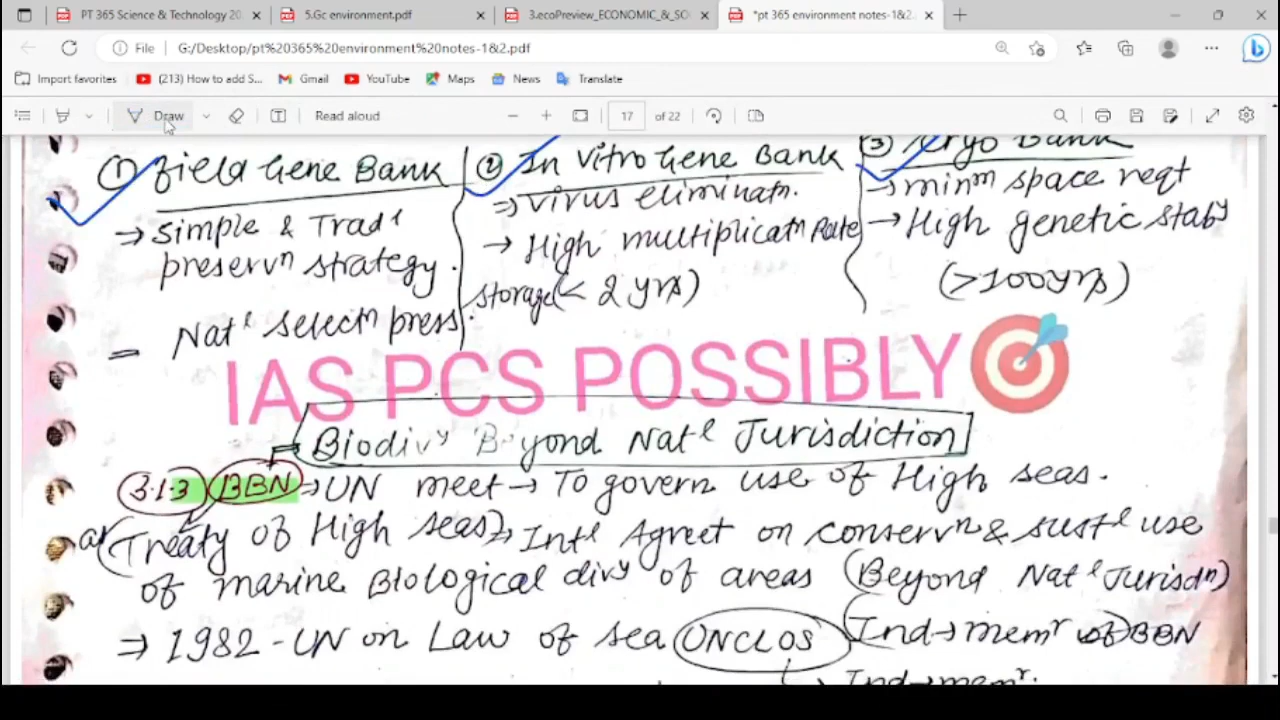 PT 365 Science & Technology 20
5.Gc environment.pdf
3.ecoPreview_ECONOMIC_&_SO
*pt 365 environment notes-1&2.
File
G:/Desktop/pt%20365%20environment%20notes-1&2.pdf
Import favorites
(213) How to add S...
Gmail
YouTube
Maps
News
Translate
Draw
Read aloud
17
of 22
① Field Gene Bank
→ Simple & Tradˡ
preservⁿ strategy.
– Natˡ selectⁿ press.
② In Vitro Gene Bank
⇒ virus eliminatⁿ.
→ High multiplicatⁿ Rate
storage (< 2 yrs)
③ Cryo Bank
→ minᵐ space reqt
→ High genetic stabʸ
(>100yrs)
IAS PCS POSSIBLY
Biodivʸ Beyond Natˡ Jurisdiction
3.1.3 BBN → UN meet → To govern use of High seas.
Treaty of High seas ⇒ Intˡ Agreet on conservⁿ & sustˡ use
of marine Biological divʸ of areas (Beyond Natˡ Jurisdⁿ)
⇒ 1982 - UN on Law of sea UNCLOS
Ind → memʳ of BBN
→ Ind → memʳ.